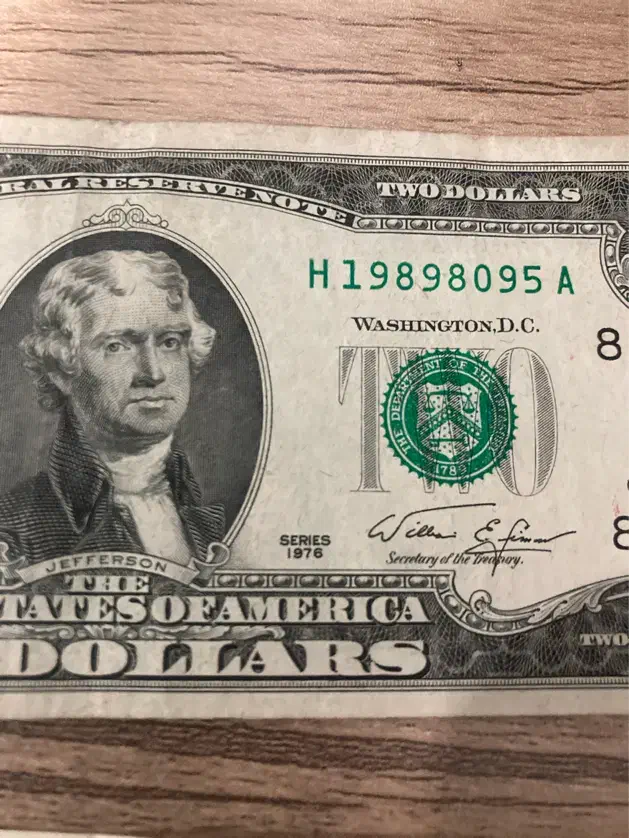 RAL RESERVE NOTE
TWO DOLLARS
H 19898095 A
WASHINGTON, D.C.
8
TWO
THE DEPARTMENT OF THE TREASURY
1789
SERIES
1976
Secretary of the Treasury.
8
JEFFERSON
THE
TATES OF AMERICA
TWO
DOLLARS